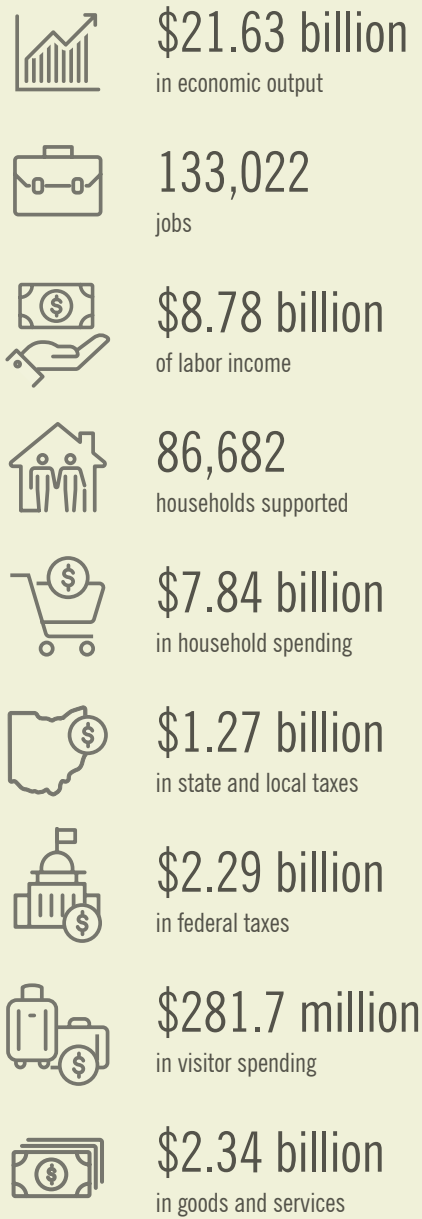 $21.63 billion
in economic output
133,022
jobs
$
$8.78 billion
of labor income
86,682
households supported
$
$7.84 billion
in household spending
$
$1.27 billion
in state and local taxes
$
$2.29 billion
in federal taxes
$
$281.7 million
in visitor spending
$
$2.34 billion
in goods and services